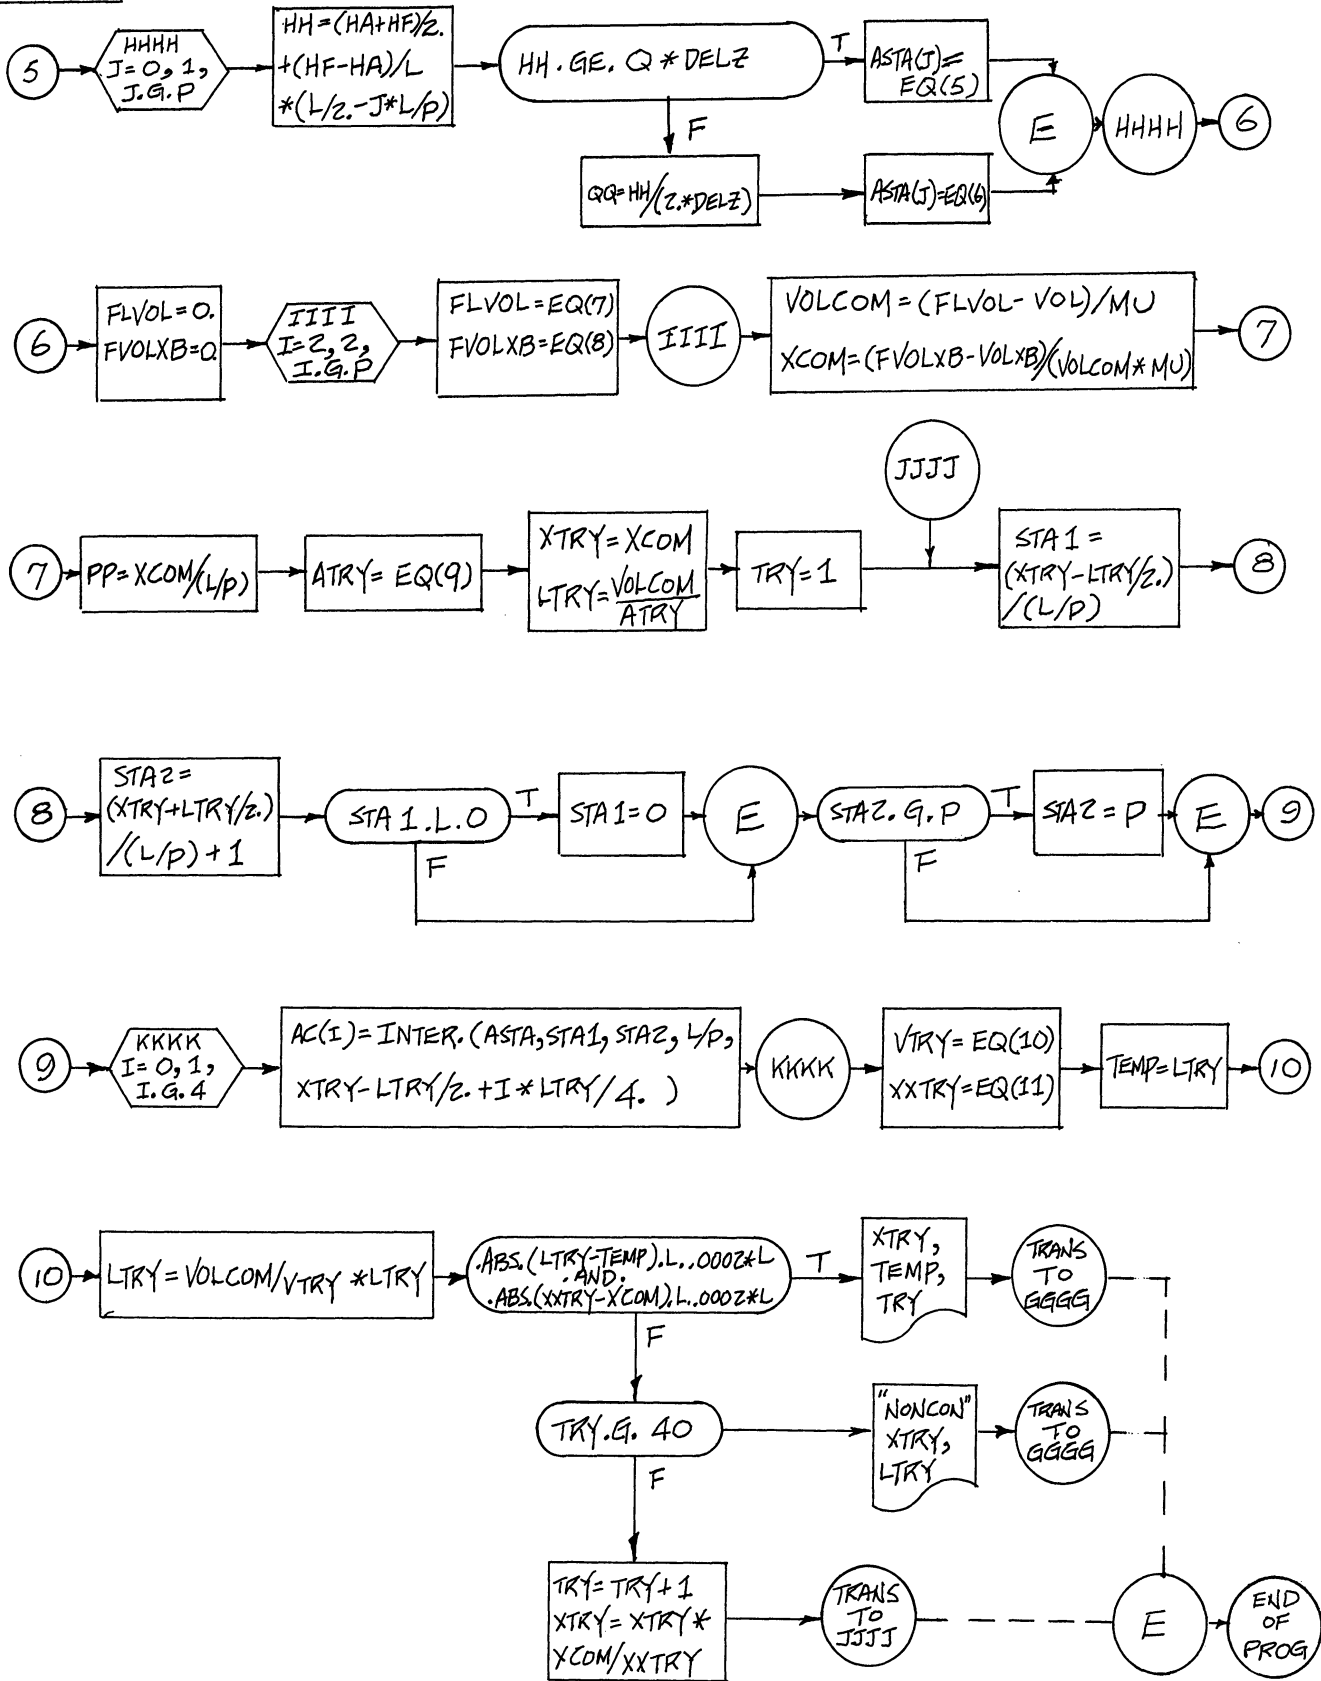 5
HHHH
J=0,1,
J.G.P
HH=(HA+HF)/2.
+(HF-HA)/L
*(L/2.-J*L/P)
HH.GE.Q*DELZ
T
ASTA(J)=
EQ(5)
E
HHHH
6
F
QQ=HH/(2.*DELZ)
ASTA(J)=EQ(6)
6
FLVOL=0.
FVOLXB=0.
IIII
I=2,2,
I.G.P
FLVOL=EQ(7)
FVOLXB=EQ(8)
IIII
VOLCOM=(FLVOL-VOL)/MU
XCOM=(FVOLXB-VOLXB)/(VOLCOM*MU)
7
JJJJ
7
PP=XCOM/(L/P)
ATRY=EQ(9)
XTRY=XCOM
LTRY=VOLCOM
ATRY
TRY=1
STA1=
(XTRY-LTRY/2.)
/(L/P)
8
8
STA2=
(XTRY+LTRY/2.)
/(L/P)+1
STA1.L.0
T
STA1=0
E
STA2.G.P
T
STA2=P
E
9
F
F
9
KKKK
I=0,1,
I.G.4
AC(I)=INTER.(ASTA,STA1,STA2,L/P,
XTRY-LTRY/2.+I*LTRY/4. )
KKKK
VTRY=EQ(10)
XXTRY=EQ(11)
TEMP=LTRY
10
10
LTRY=VOLCOM/VTRY*LTRY
.ABS.(LTRY-TEMP).L..0002*L
.AND.
.ABS.(XXTRY-XCOM).L..0002*L
T
XTRY,
TEMP,
TRY
TRANS
TO
GGGG
F
TRY.G.40
"NONCON"
XTRY,
LTRY
TRANS
TO
GGGG
F
TRY=TRY+1
XTRY=XTRY*
XCOM/XXTRY
TRANS
TO
JJJJ
E
END
OF
PROG